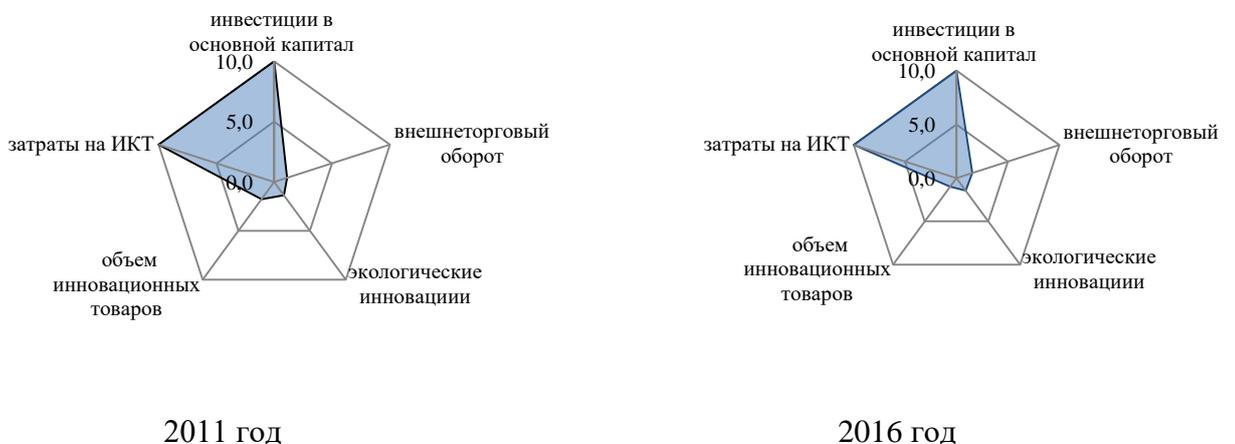 инвестиции в
основной капитал
10,0
5,0
0,0
внешнеторговый
оборот
экологические
инновациии
объем
инновационных
товаров
затраты на ИКТ
2011 год
инвестиции в
основной капитал
10,0
5,0
0,0
внешнеторговый
оборот
экологические
инновациии
объем
инновационных
товаров
затраты на ИКТ
2016 год